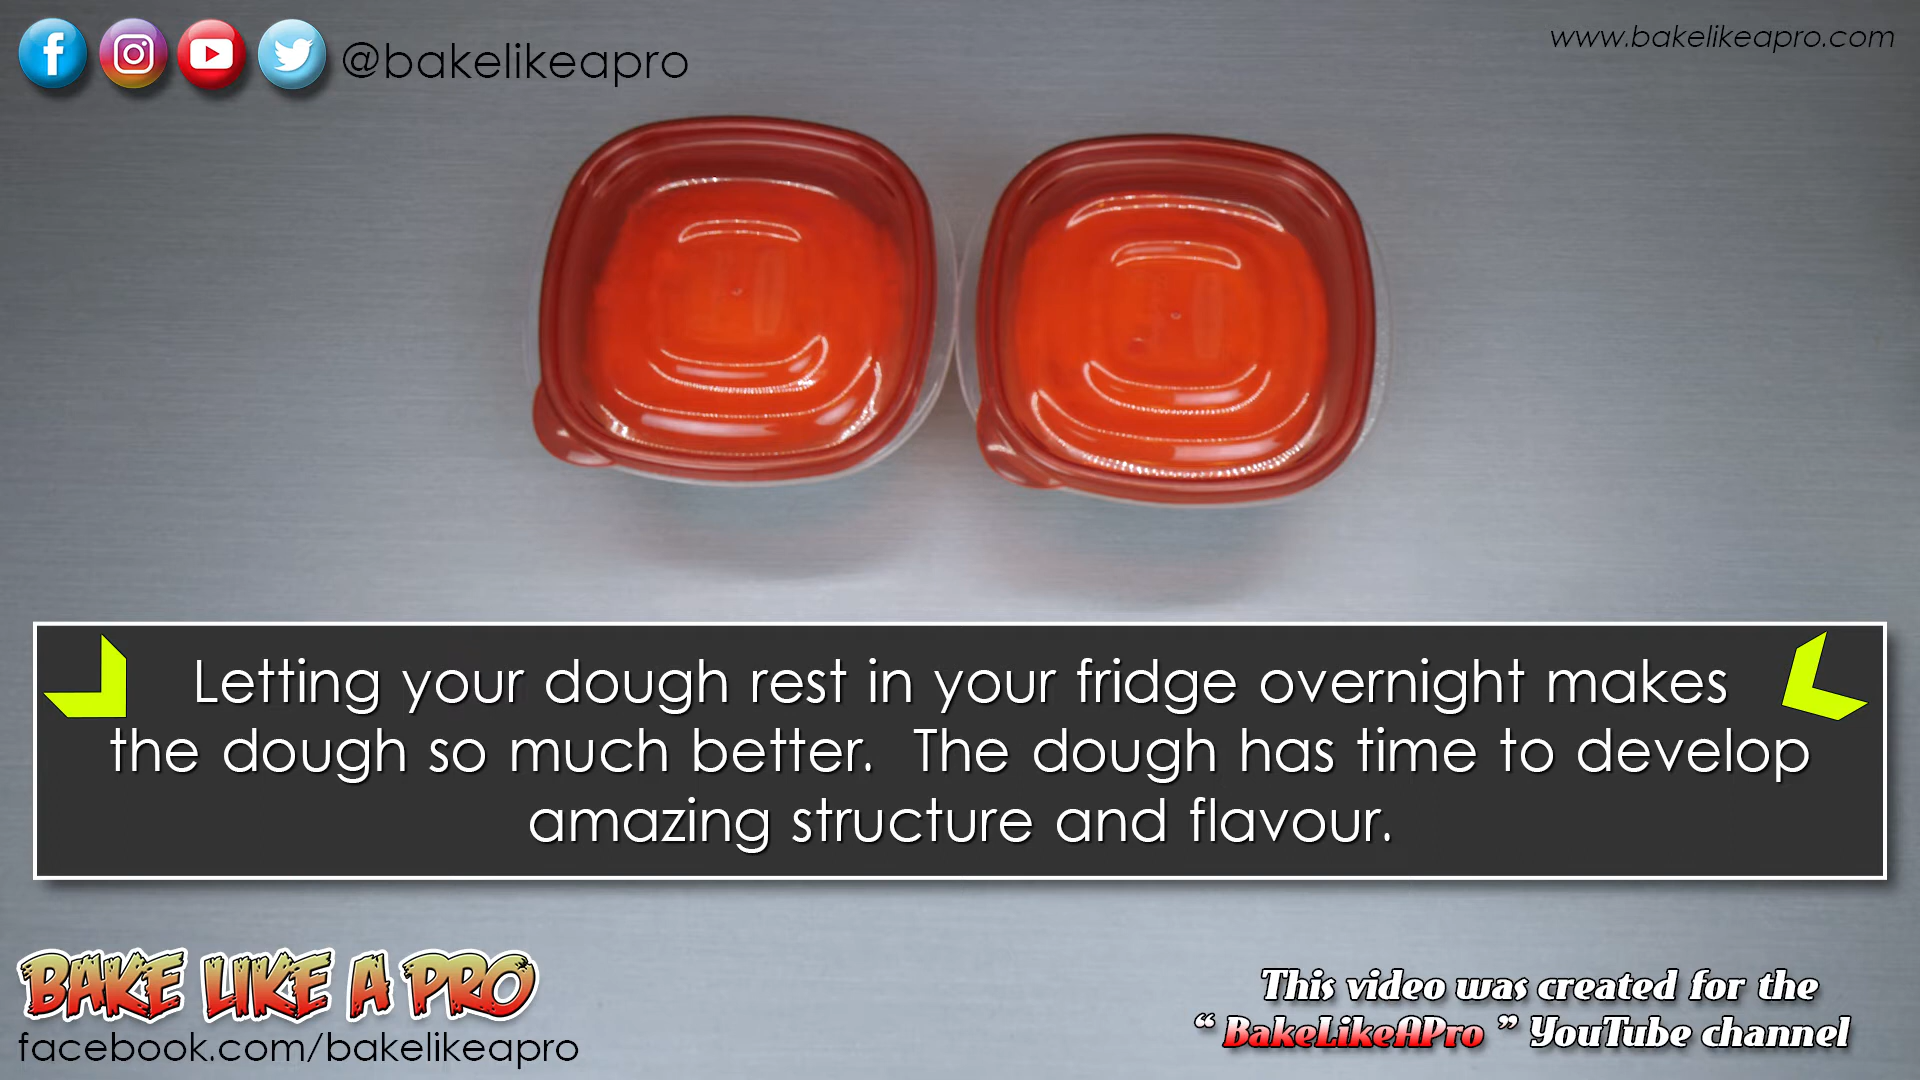 @bakelikeapro
www.bakelikeapro.com
Letting your dough rest in your fridge overnight makes
the dough so much better.  The dough has time to develop
amazing structure and flavour.
BAKE LIKE A PRO
facebook.com/bakelikeapro
This video was created for the
“ BakeLikeAPro ” YouTube channel